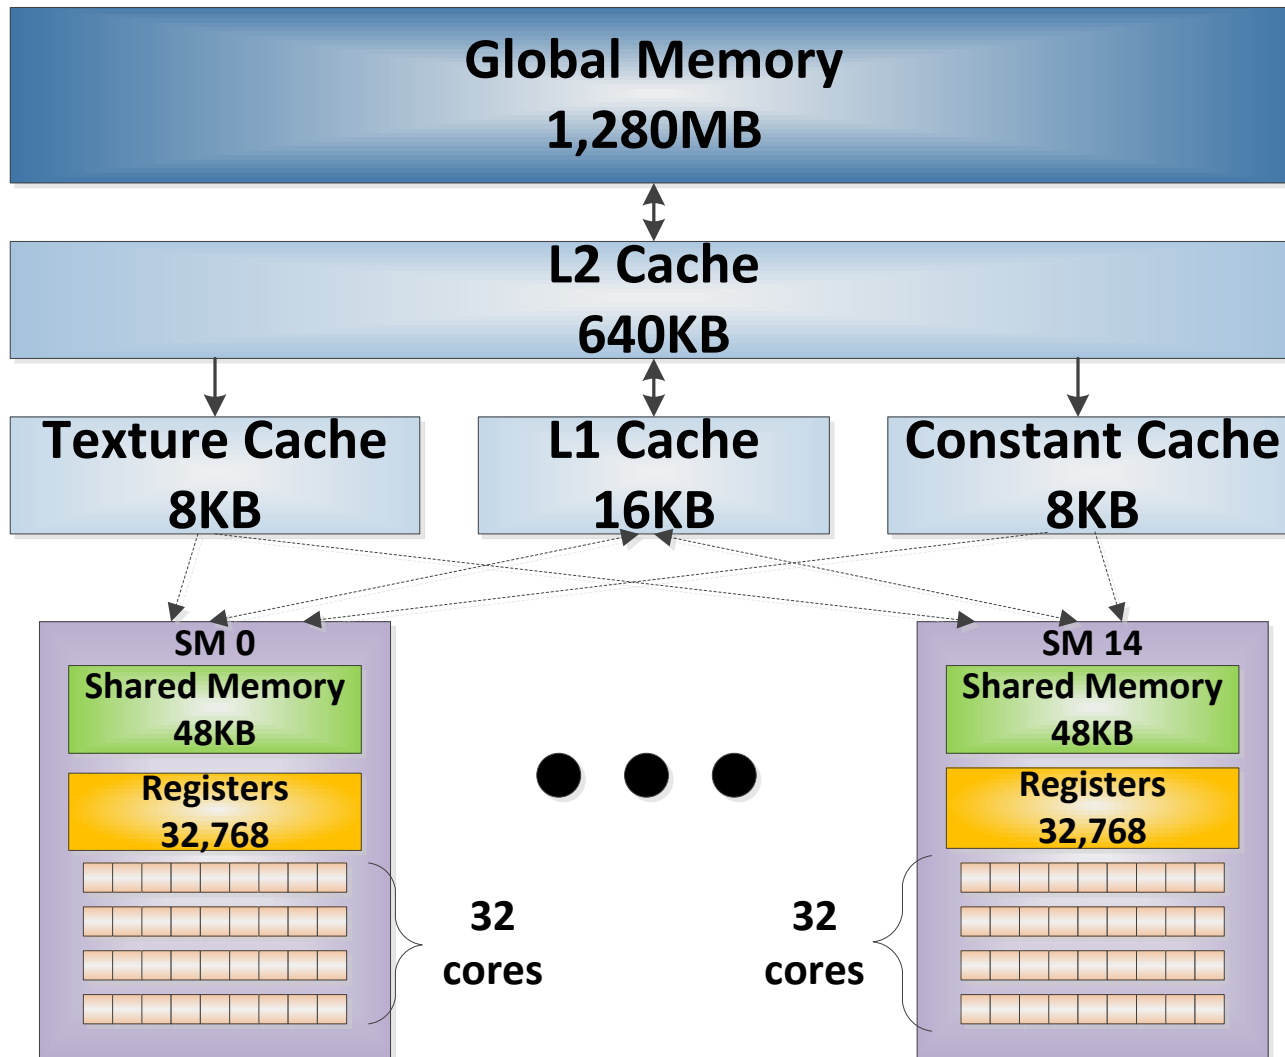 Global Memory
1,280MB
L2 Cache
640KB
Texture Cache
8KB
L1 Cache
16KB
Constant Cache
8KB
SM 0
Shared Memory
48KB
Registers
32,768
32
cores
SM 14
Shared Memory
48KB
Registers
32,768
32
cores